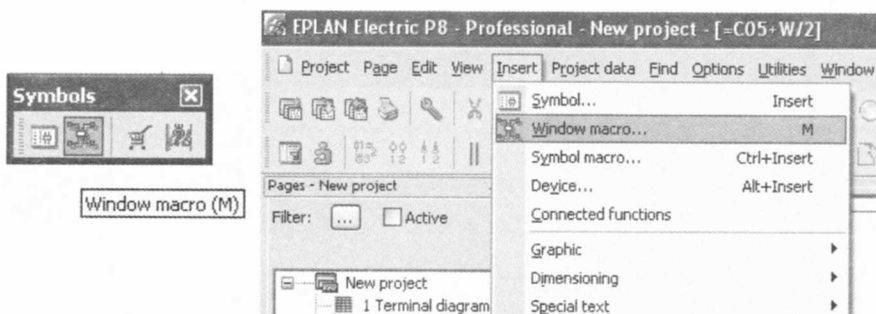 Symbols
Window macro (M)
EPLAN Electric P8 - Professional - New project - [=C05+W/2]
Project Page Edit View Insert Project data Find Options Utilities Window
Symbol... Insert
Window macro... M
Symbol macro... Ctrl+Insert
Device... Alt+Insert
Connected functions
Graphic
Dimensioning
Special text
Pages - New project
Filter: ... Active
New project
1 Terminal diagram